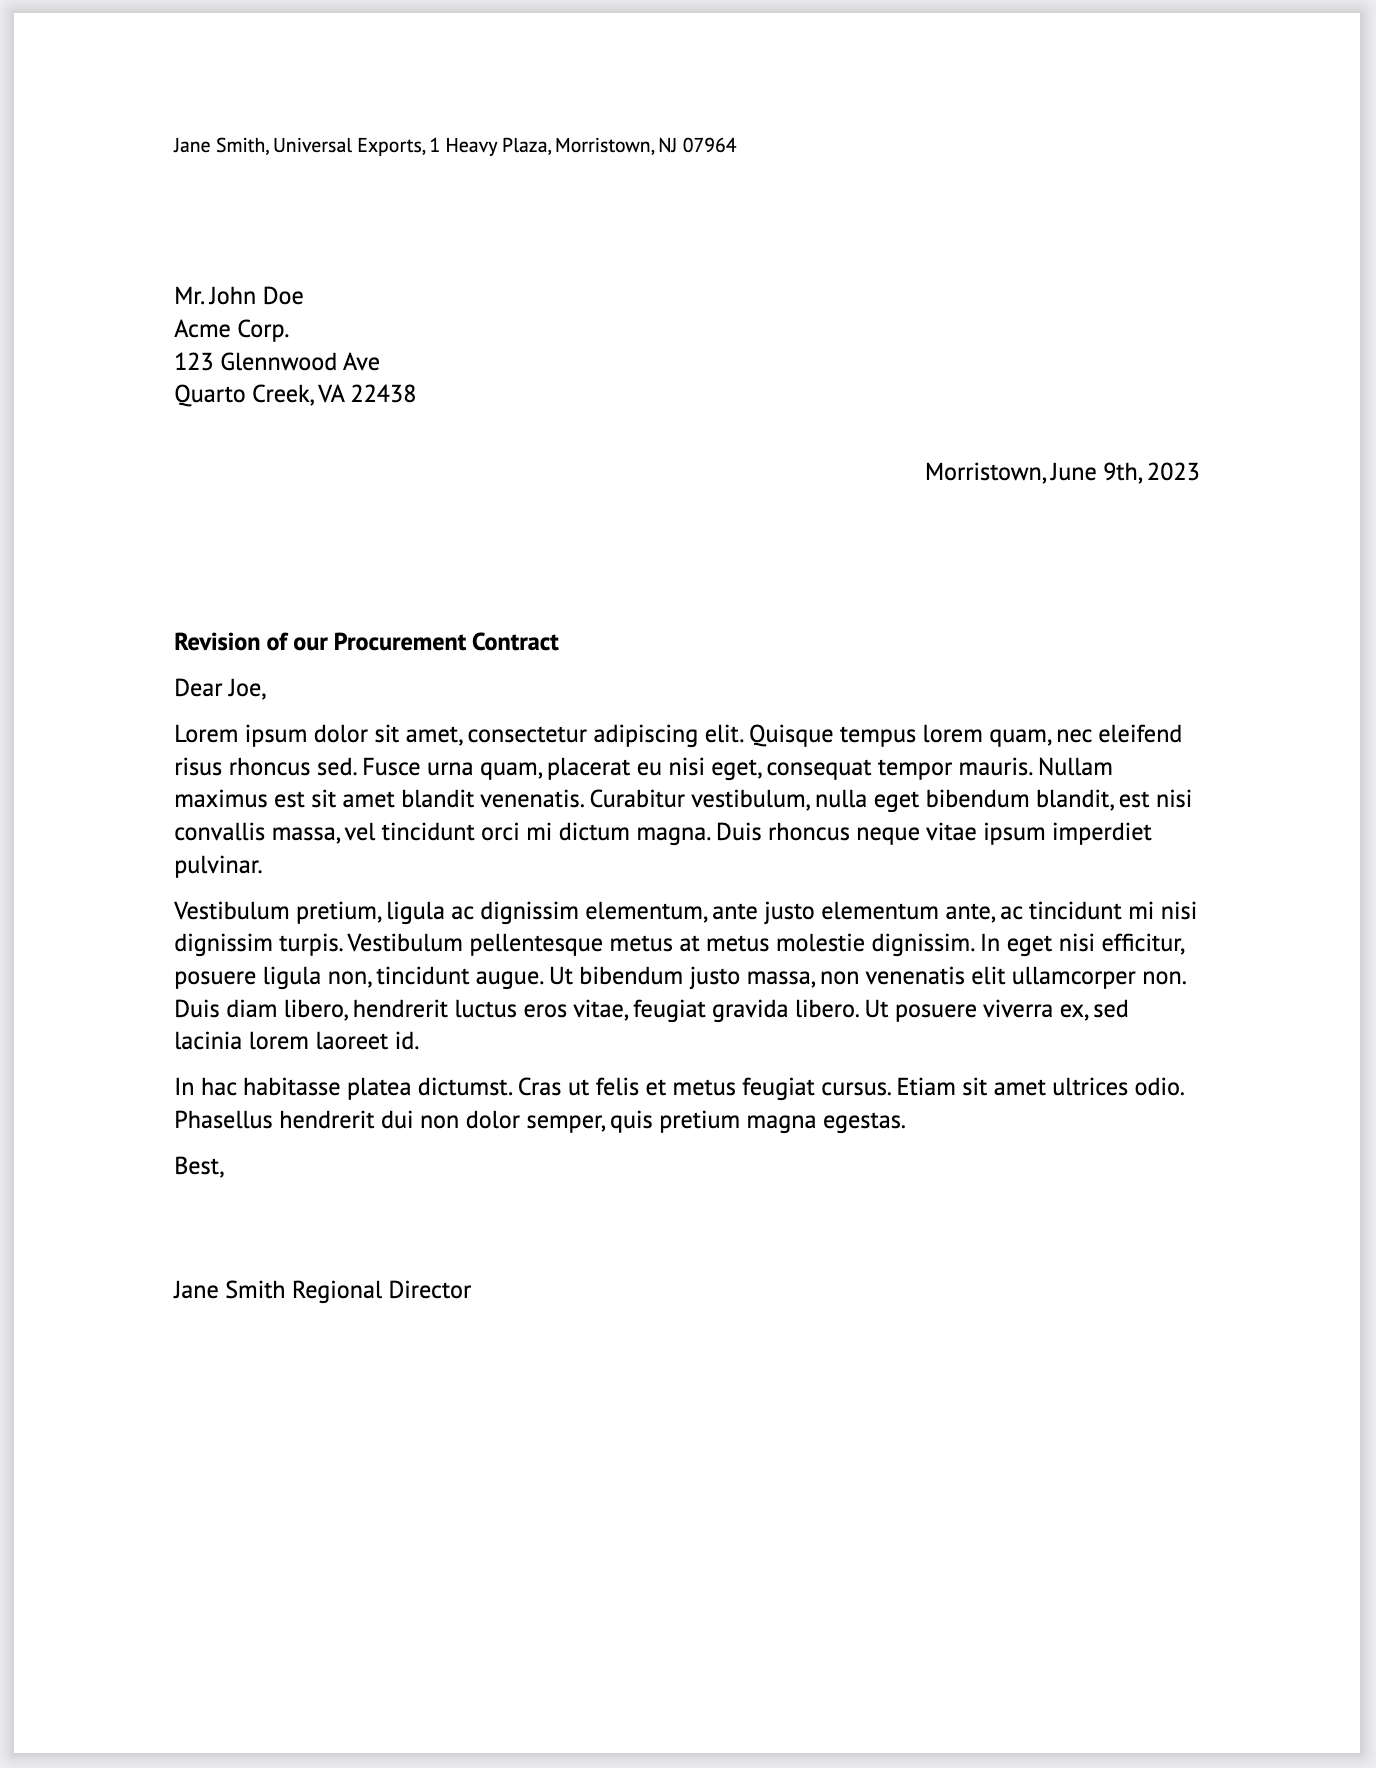 Jane Smith, Universal Exports, 1 Heavy Plaza, Morristown, NJ 07964
Mr. John Doe
Acme Corp.
123 Glennwood Ave
Quarto Creek, VA 22438
Morristown, June 9th, 2023
Revision of our Procurement Contract
Dear Joe,
Lorem ipsum dolor sit amet, consectetur adipiscing elit. Quisque tempus lorem quam, nec eleifend
risus rhoncus sed. Fusce urna quam, placerat eu nisi eget, consequat tempor mauris. Nullam
maximus est sit amet blandit venenatis. Curabitur vestibulum, nulla eget bibendum blandit, est nisi
convallis massa, vel tincidunt orci mi dictum magna. Duis rhoncus neque vitae ipsum imperdiet
pulvinar.
Vestibulum pretium, ligula ac dignissim elementum, ante justo elementum ante, ac tincidunt mi nisi
dignissim turpis. Vestibulum pellentesque metus at metus molestie dignissim. In eget nisi efficitur,
posuere ligula non, tincidunt augue. Ut bibendum justo massa, non venenatis elit ullamcorper non.
Duis diam libero, hendrerit luctus eros vitae, feugiat gravida libero. Ut posuere viverra ex, sed
lacinia lorem laoreet id.
In hac habitasse platea dictumst. Cras ut felis et metus feugiat cursus. Etiam sit amet ultrices odio.
Phasellus hendrerit dui non dolor semper, quis pretium magna egestas.
Best,
Jane Smith Regional Director